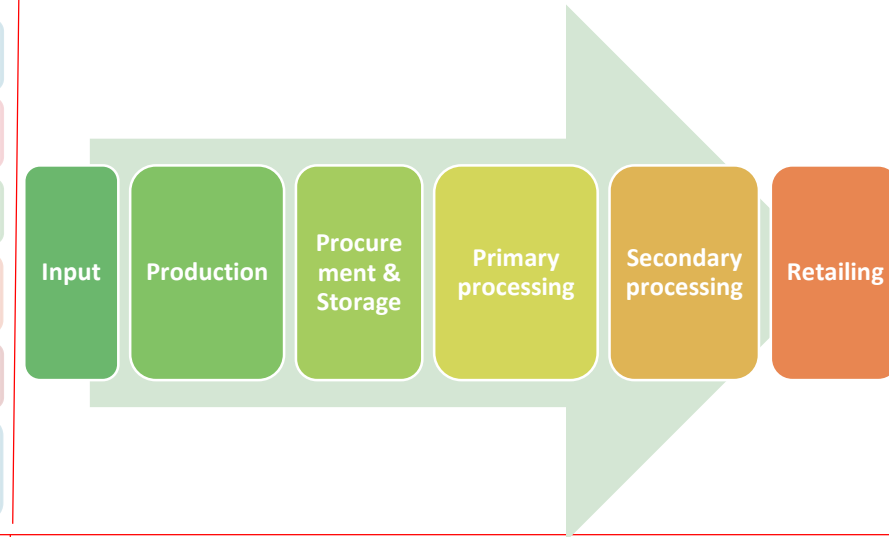 Input
Production
Procure
ment &
Storage
Primary
processing
Secondary
processing
Retailing